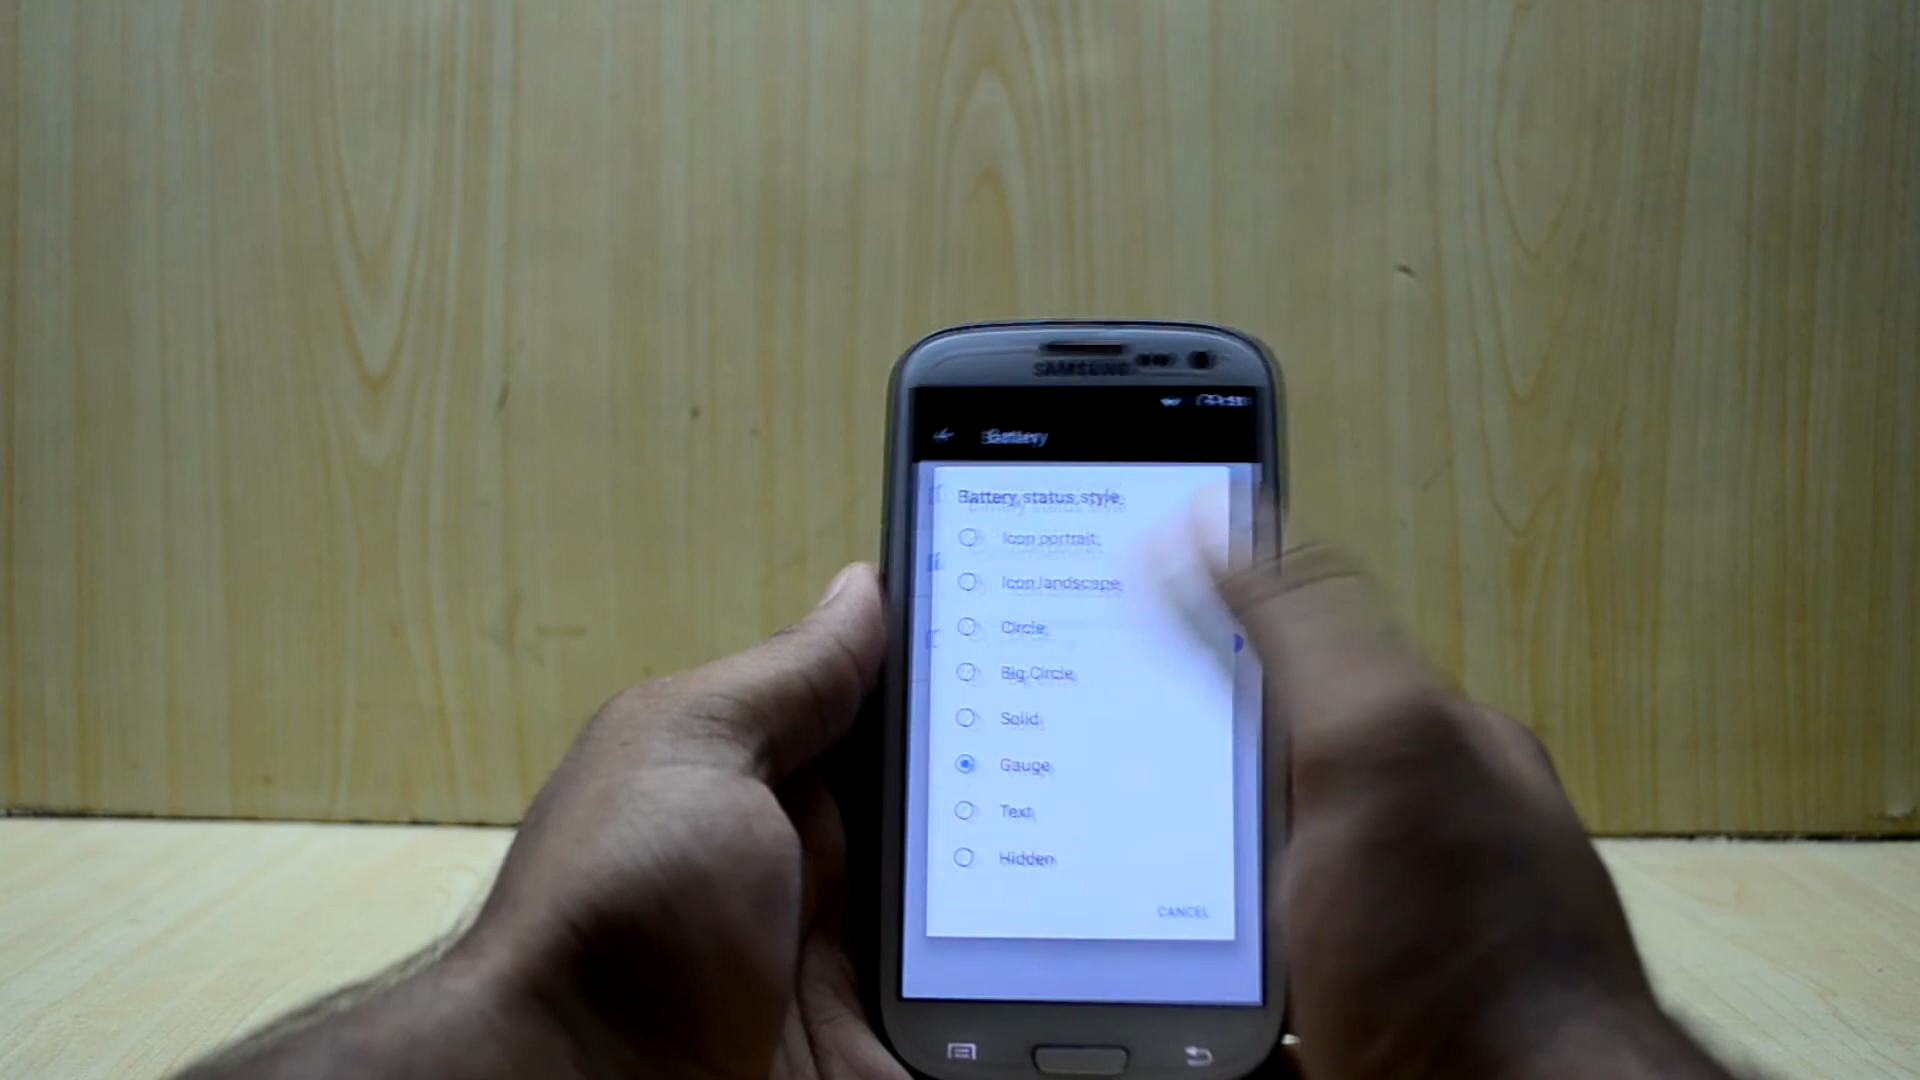 SAMSUNG
Battery
Battery status style
Icon portrait
Icon landscape
Circle
Big Circle
Solid
Gauge
Text
Hidden
CANCEL